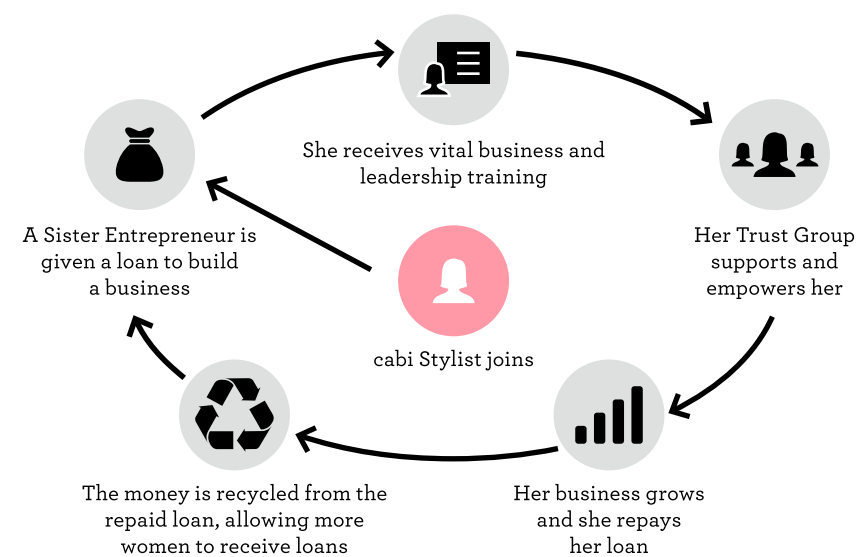 She receives vital business and
leadership training
A Sister Entrepreneur is
given a loan to build
a business
Her Trust Group
supports and
empowers her
cabi Stylist joins
The money is recycled from the
repaid loan, allowing more
women to receive loans
Her business grows
and she repays
her loan